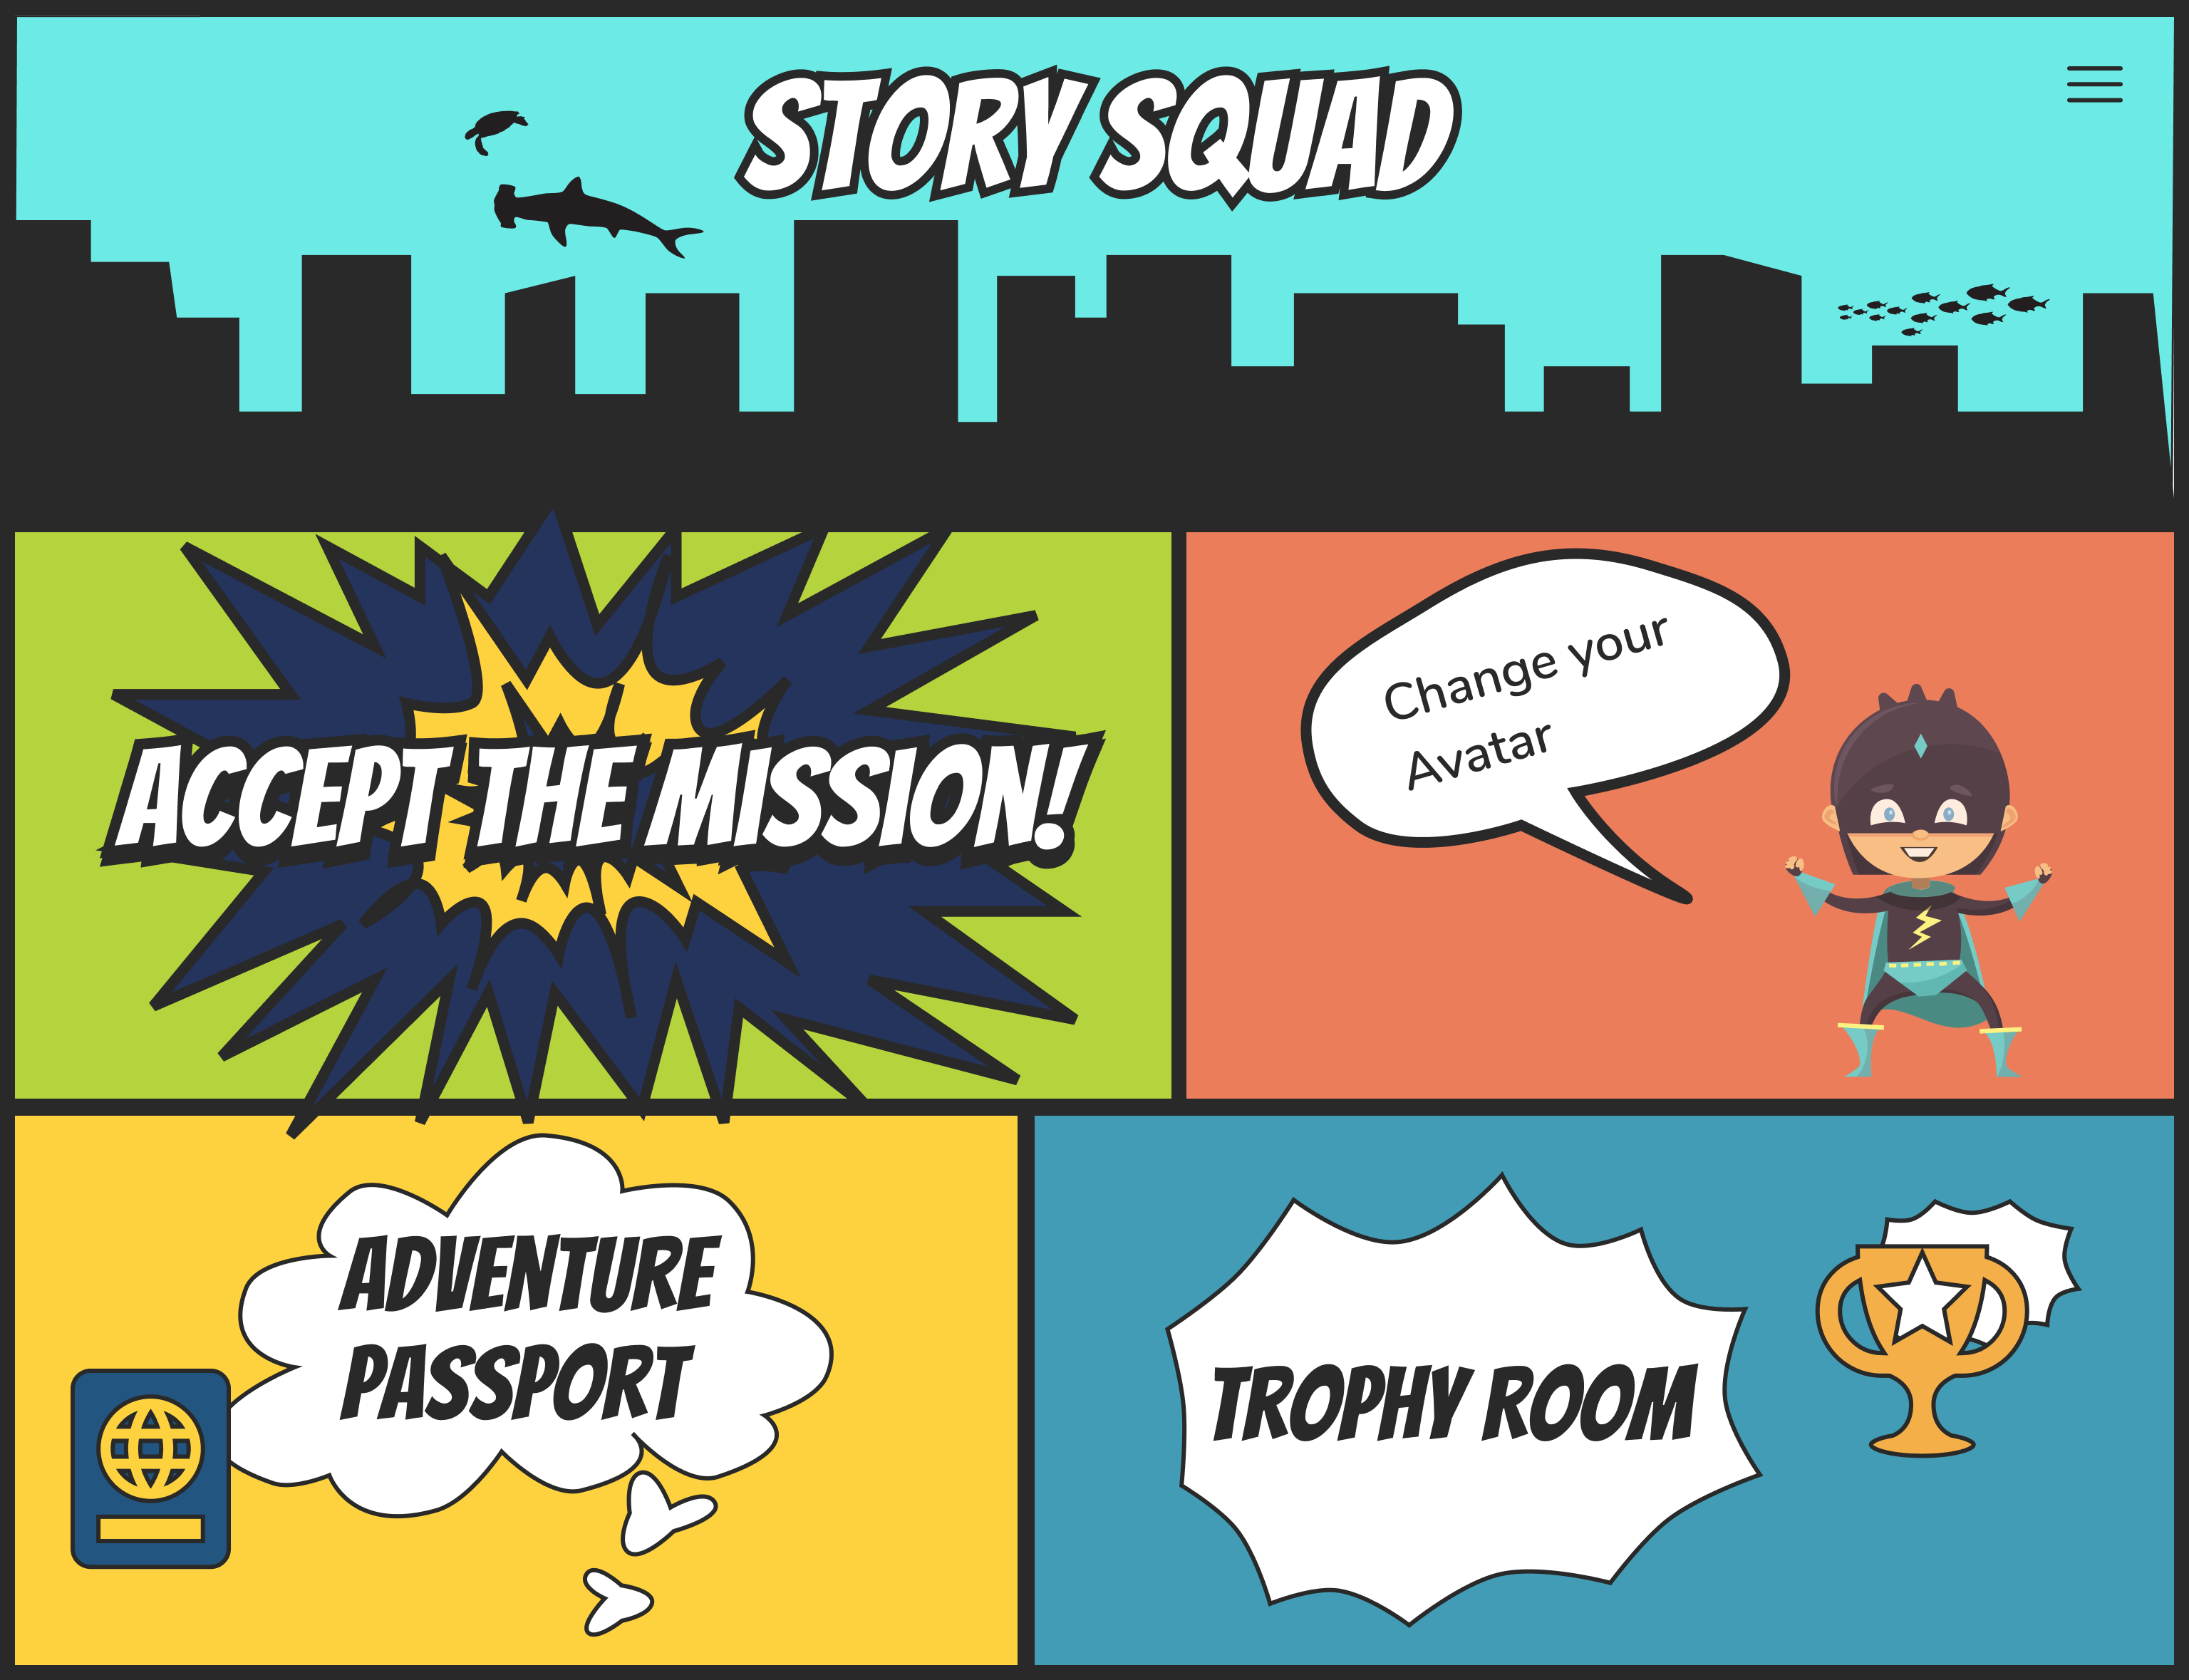 STORY SQUAD
ACCEPT THE MISSION!
Change your
Avatar
ADVENTURE
PASSPORT
TROPHY ROOM